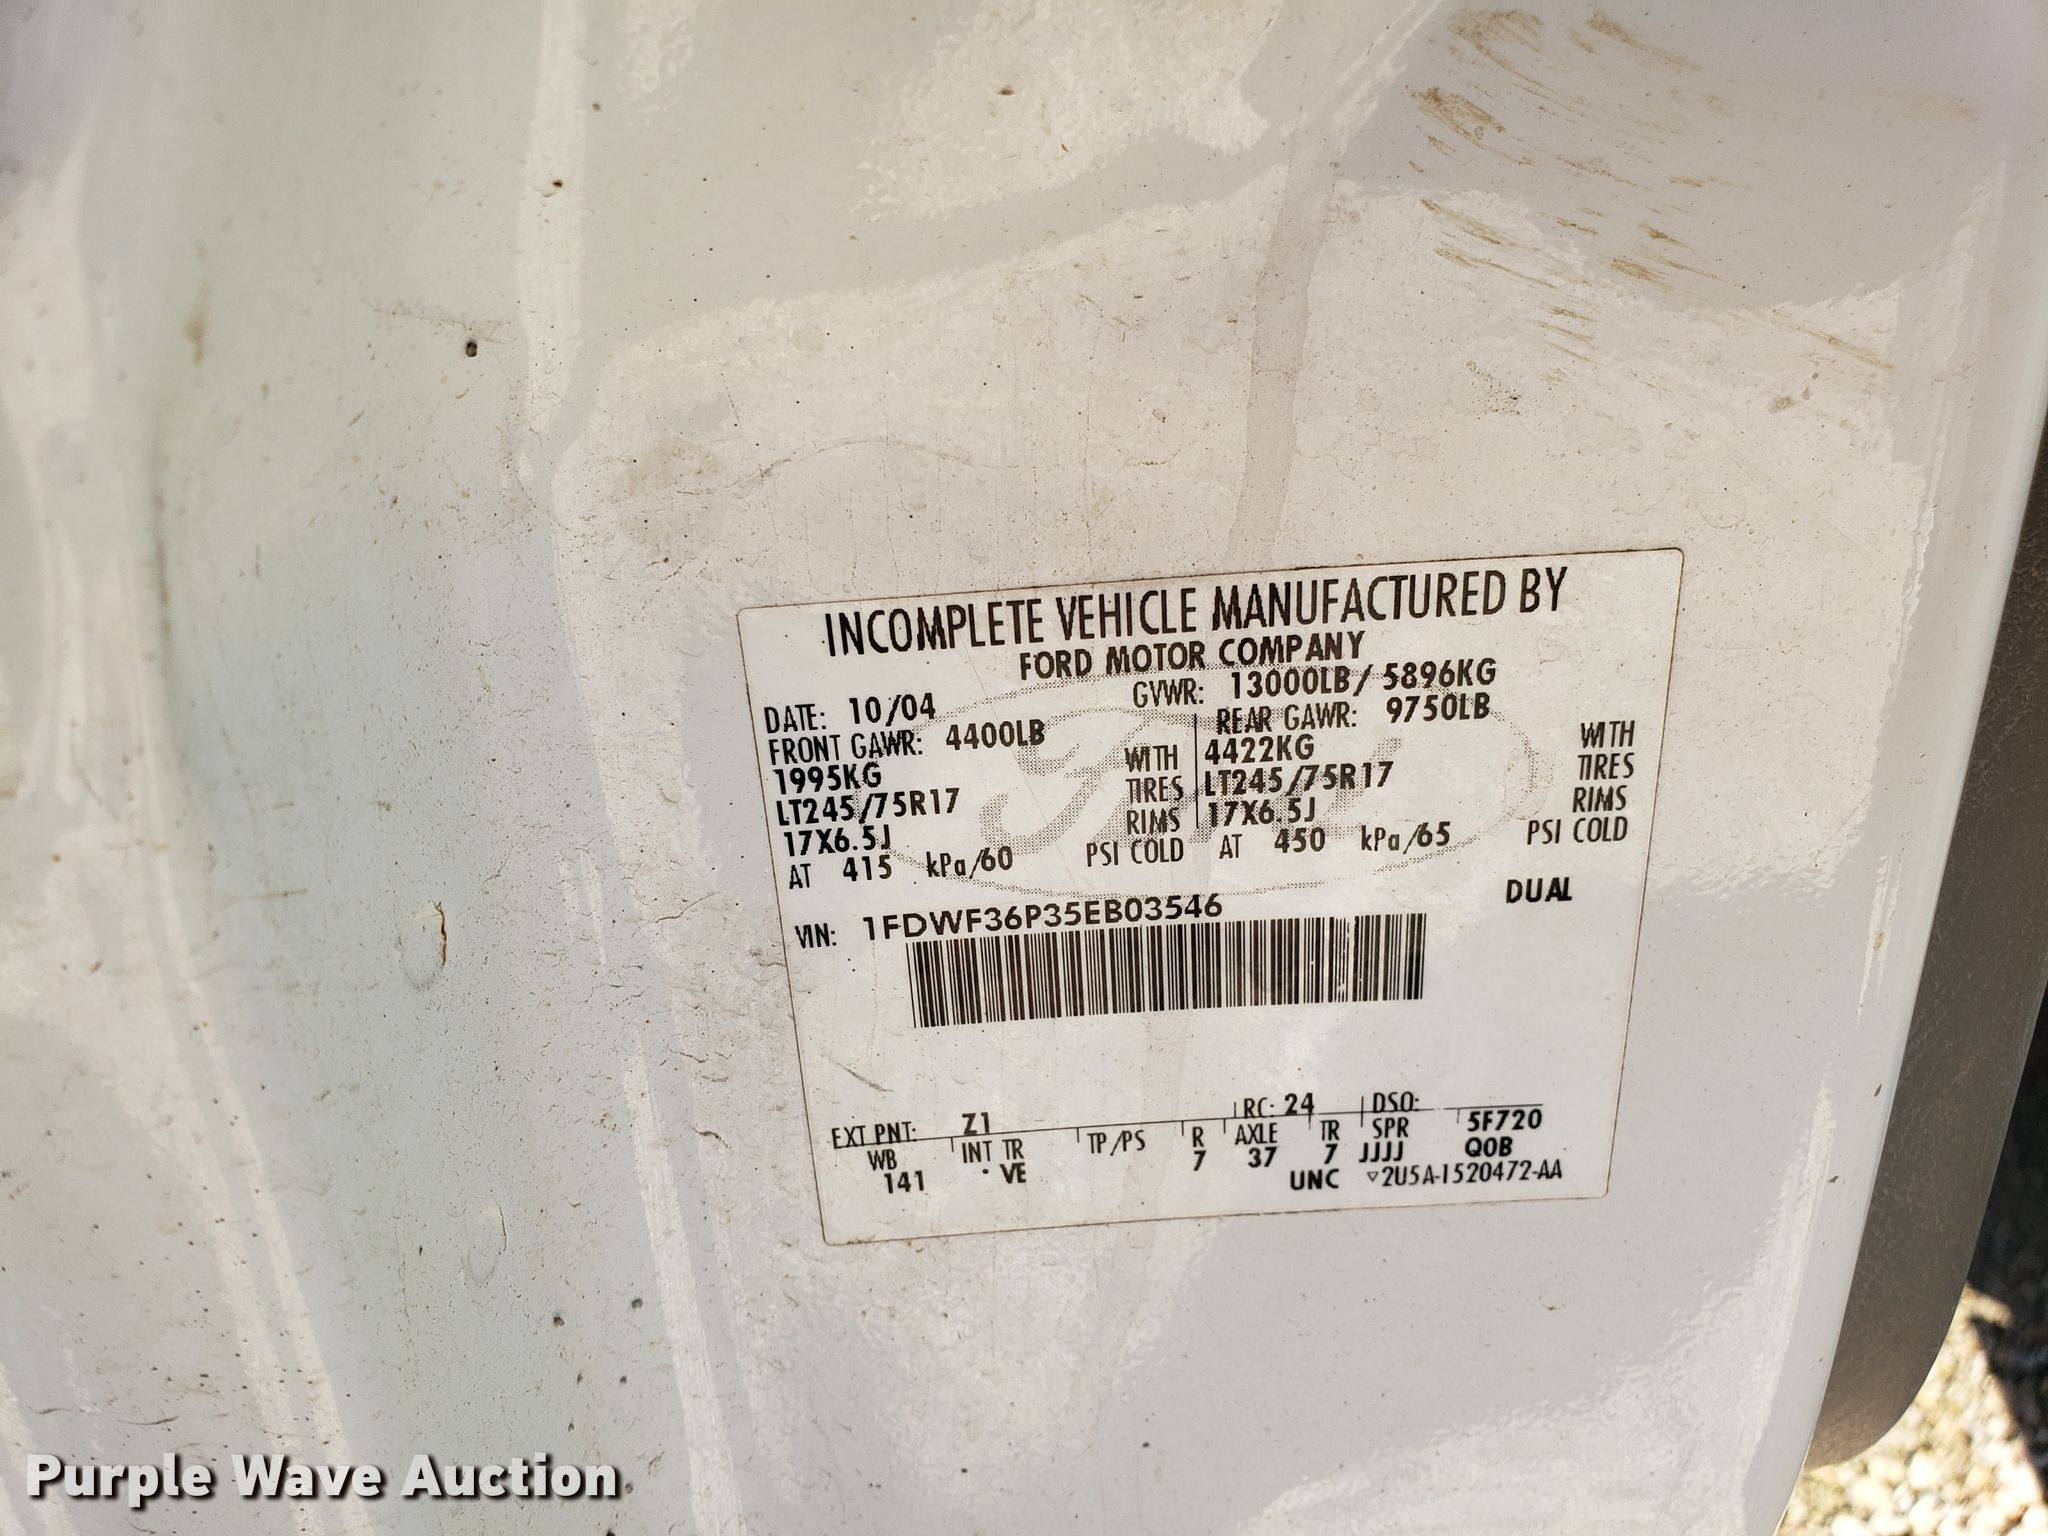 INCOMPLETE VEHICLE MANUFACTURED BY
FORD MOTOR COMPANY
DATE: 10/04 GVWR: 13000LB/ 5896KG
FRONT GAWR: 4400LB REAR GAWR: 9750LB
1995KG WITH 4422KG WITH
LT245/75R17 TIRES LT245/75R17 TIRES
17X6.5J RIMS 17X6.5J RIMS
AT 415 kPa/60 PSI COLD AT 450 kPa/65 PSI COLD
DUAL
VIN: 1FDWF36P35EB03546
EXT PNT: Z1 RC: 24 DSO: 5F720
WB INT TR TP/PS R AXLE TR SPR Q0B
141 · VE 7 37 7 JJJJ
UNC ▽2U5A-1520472-AA
Ford
Purple Wave Auction